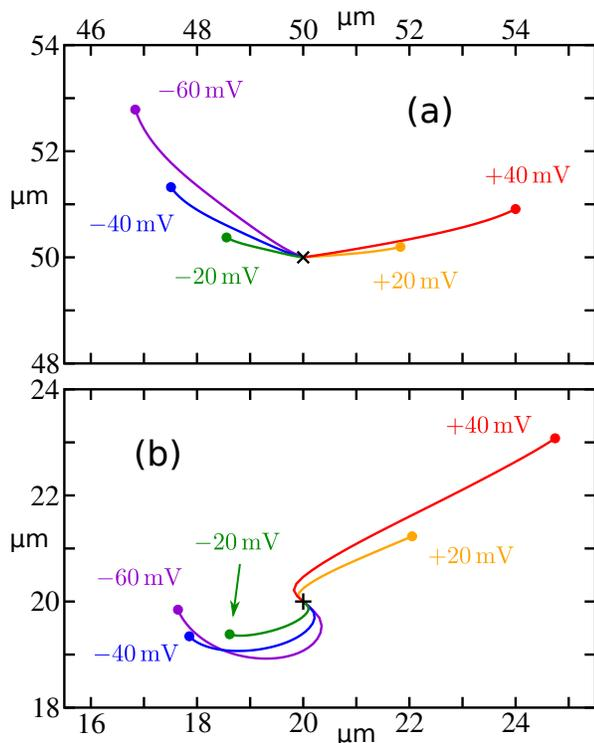 46 48 50 μm 52 54
54
−60 mV
(a)
52
+40 mV
μm
−40 mV
50
−20 mV
+20 mV
48
24
+40 mV
(b)
22
−20 mV
μm
+20 mV
−60 mV
20
−40 mV
18
16 18 20 μm 22 24